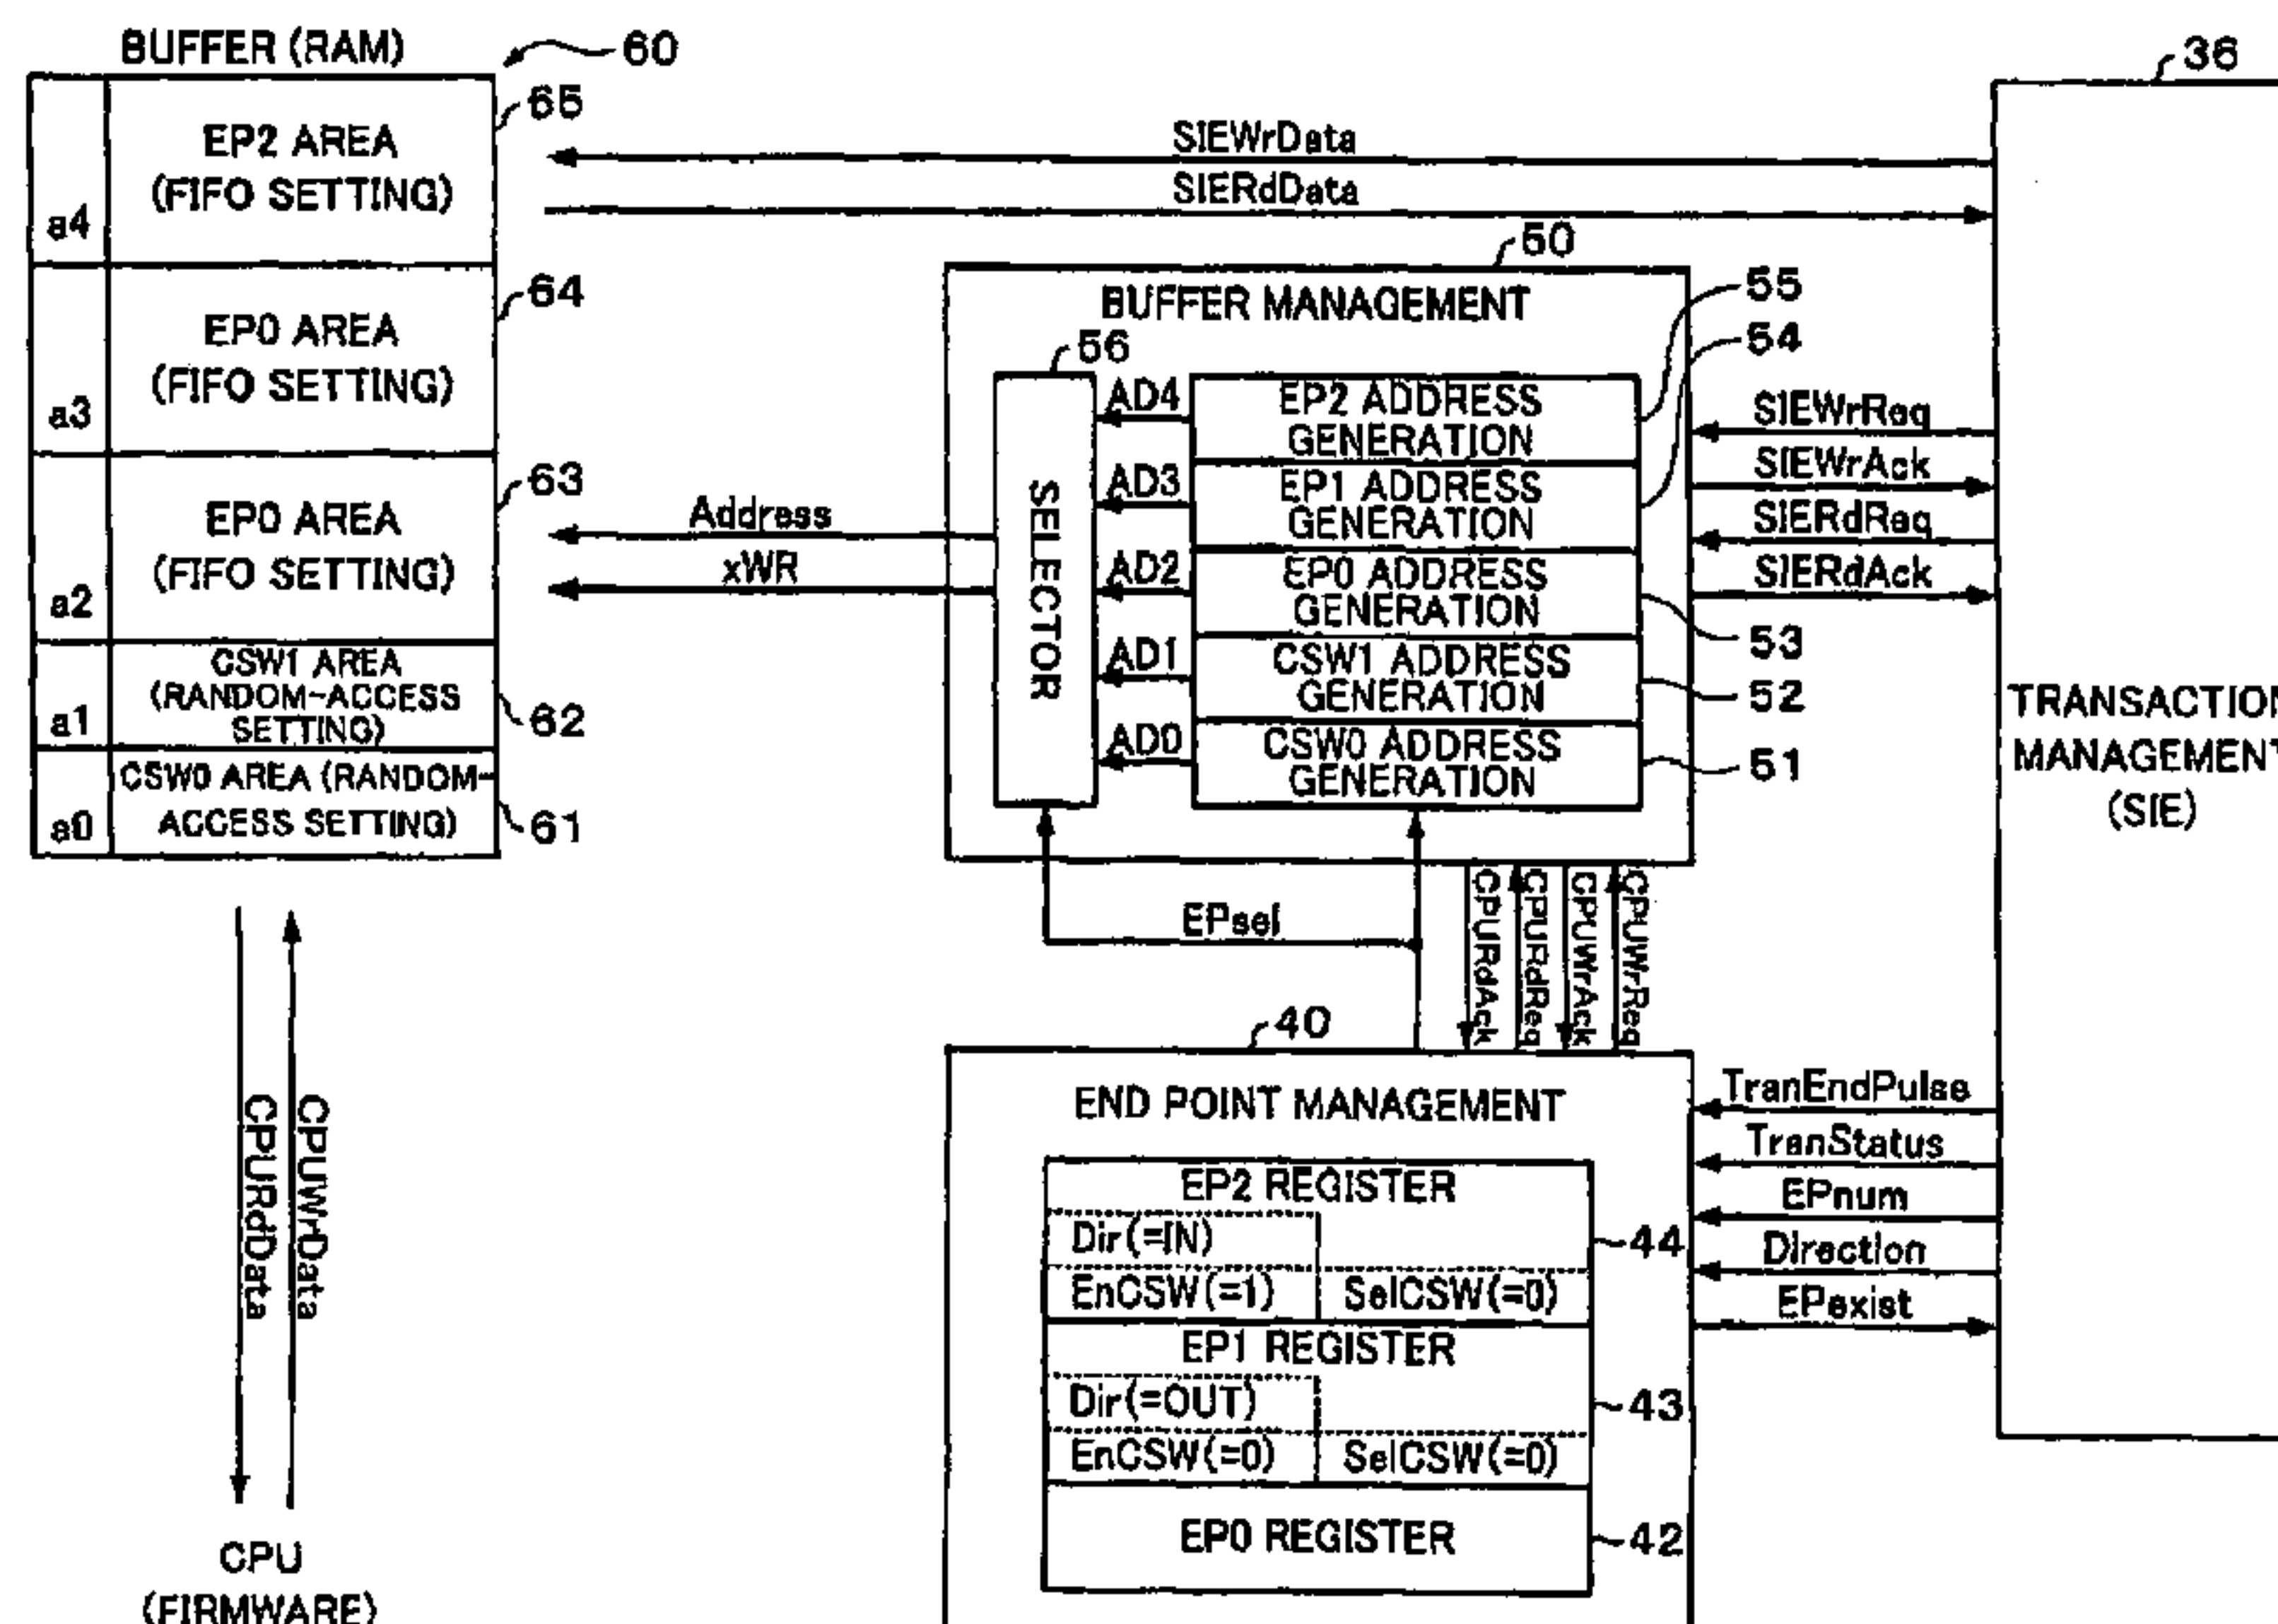 BUFFER (RAM)
60
65
EP2 AREA
(FIFO SETTING)
a4
64
EP0 AREA
(FIFO SETTING)
a3
63
EP0 AREA
(FIFO SETTING)
a2
CSW1 AREA
(RANDOM-ACCESS
SETTING)
a1
62
CSW0 AREA (RANDOM-
ACCESS SETTING)
a0
61
CPURdData
CPUWrData
CPU
(FIRMWARE)
SIEWrData
SIERdData
Address
xWR
50
BUFFER MANAGEMENT
56
SELECTOR
AD4
AD3
AD2
AD1
AD0
EP2 ADDRESS
GENERATION
EP1 ADDRESS
GENERATION
EP0 ADDRESS
GENERATION
CSW1 ADDRESS
GENERATION
CSW0 ADDRESS
GENERATION
55
54
53
52
51
SIEWrReq
SIEWrAck
SIERdReq
SIERdAck
36
TRANSACTION
MANAGEMENT
(SIE)
EPsel
CPURdAck
CPURdReq
CPUWrAck
CPUWrReq
40
END POINT MANAGEMENT
EP2 REGISTER
Dir(=IN)
EnCSW(=1) SelCSW(=0)
44
EP1 REGISTER
Dir(=OUT)
EnCSW(=0) SelCSW(=0)
43
EP0 REGISTER
42
TranEndPulse
TranStatus
EPnum
Direction
EPexist